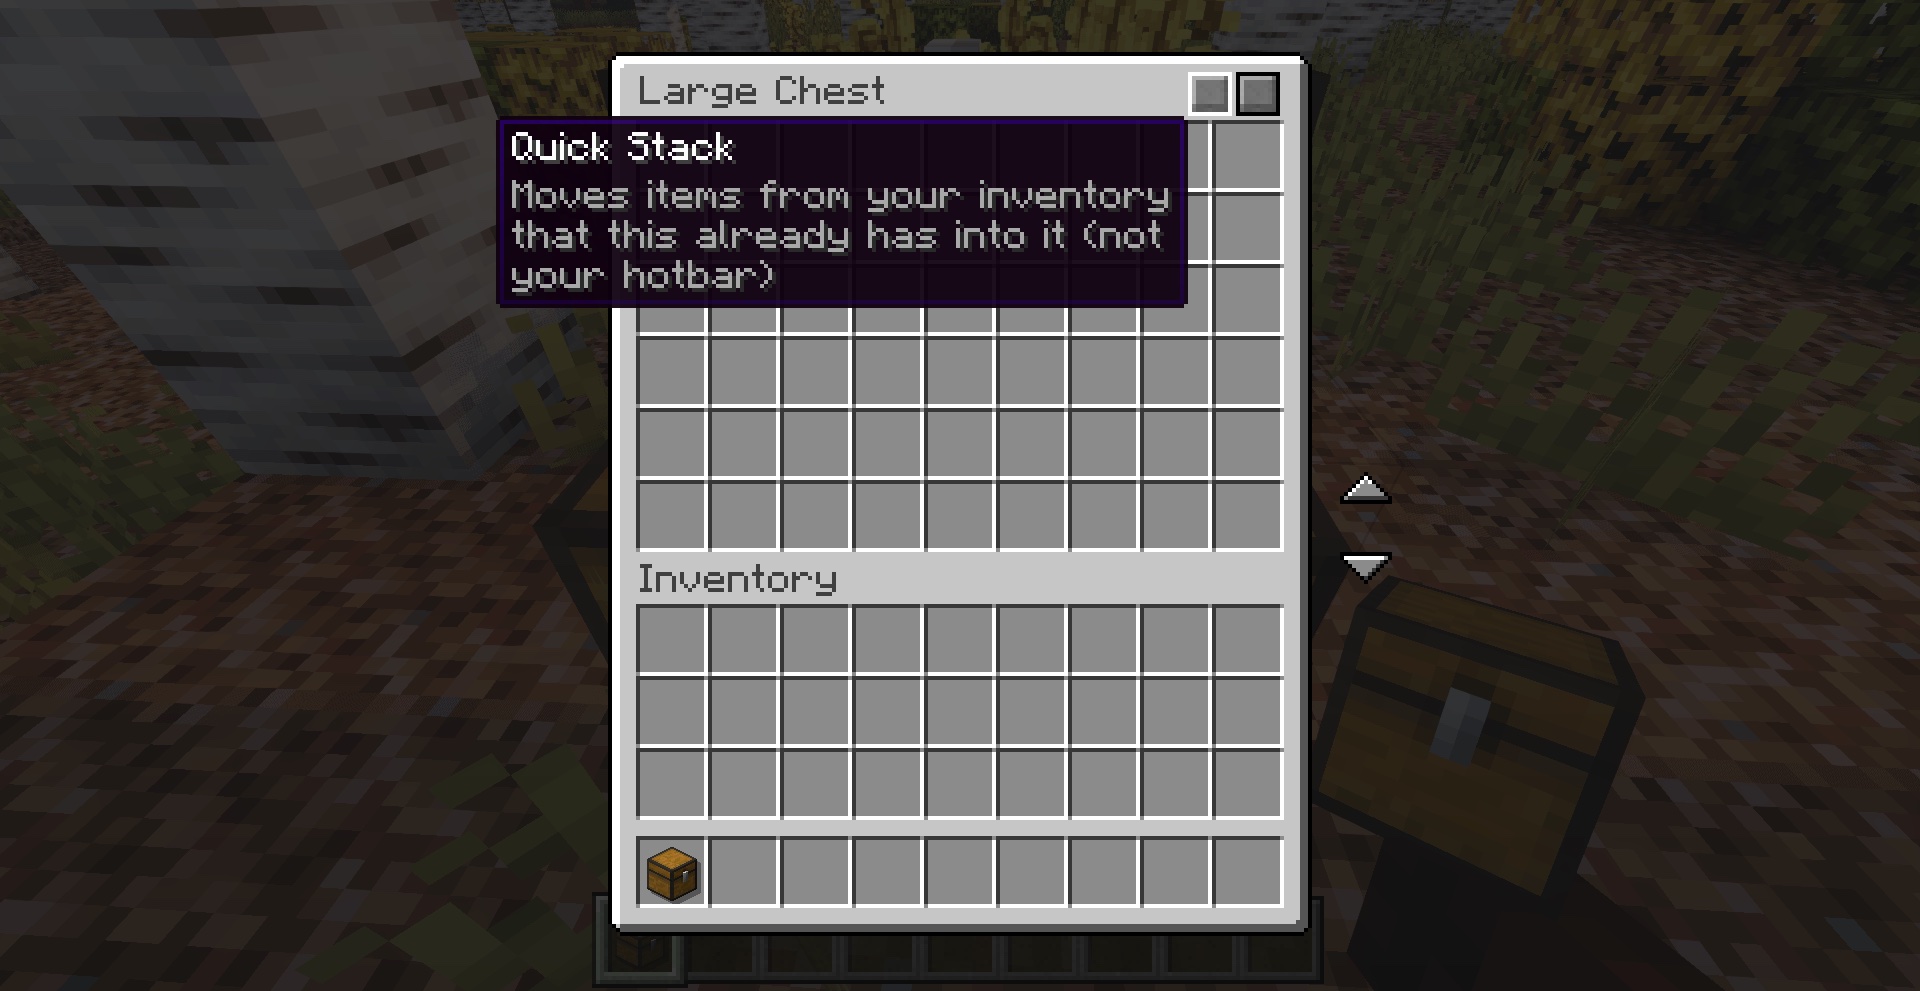 Large Chest
Quick Stack
Moves items from your inventory
that this already has into it (not
your hotbar)
Inventory